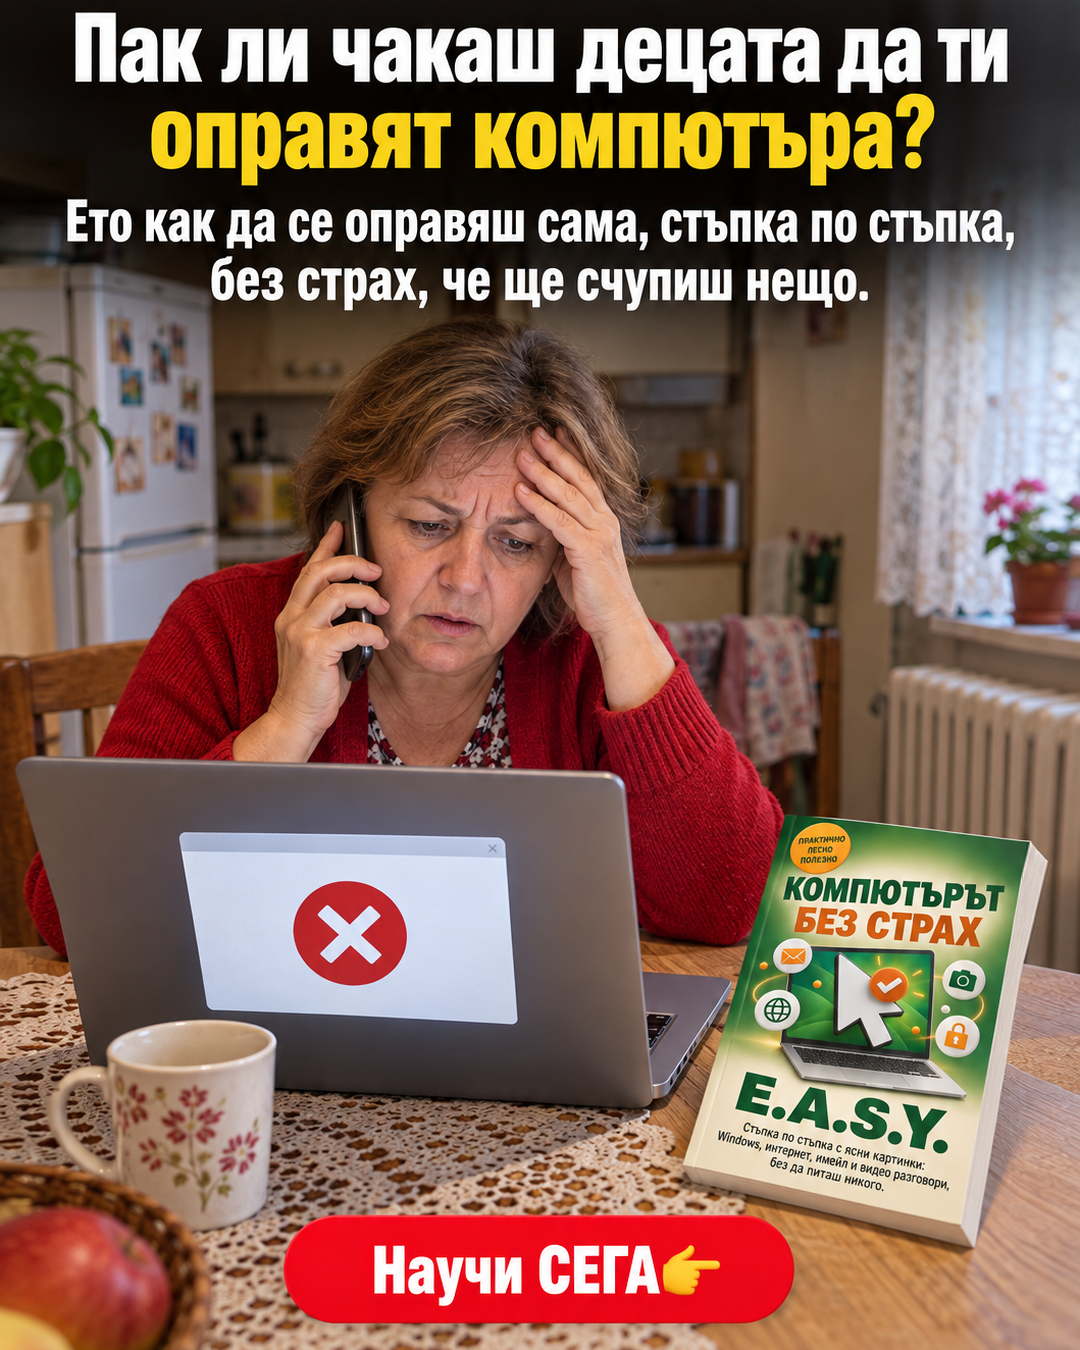 Пак ли чакаш децата да ти
оправят компютъра?
Ето как да се оправяш сама, стъпка по стъпка,
без страх, че ще счупиш нещо.
ПРАКТИЧНО
ЛЕСНО
ПОЛЕЗНО
КОМПЮТЪРЪТ
БЕЗ СТРАХ
E.A.S.Y.
Стъпка по стъпка с ясни картинки:
Windows, интернет, имейл и видео разговори,
без да питаш никого.
Научи СЕГА👉